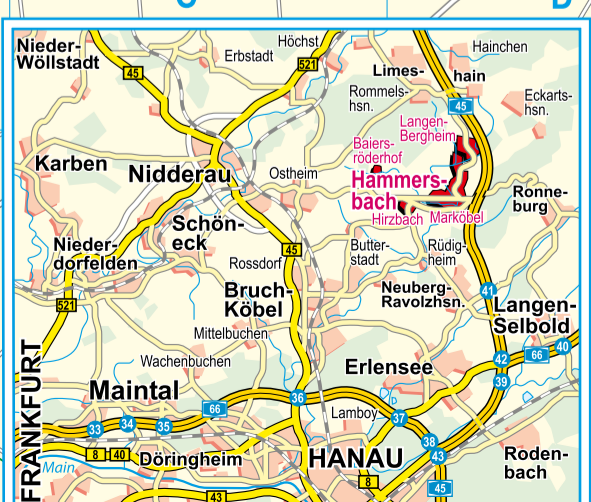 Nieder-
Wöllstadt
Höchst
Erbstadt
Hainchen
45
521
Limes-
hain
Rommels-
hsn.
Eckarts-
hsn.
45
Langen-
Bergheim
Baiers-
röderhof
Karben
Nidderau
Ostheim
Hammers-
bach
Hirzbach
Marköbel
Ronne-
burg
Schön-
eck
Nieder-
dorfelden
Rossdorf
45
Butter-
stadt
Rüdig-
heim
Bruch-
Köbel
Neuberg-
Ravolzhsn.
41
Langen-
Selbold
521
Mittelbuchen
Wachenbuchen
Erlensee
42
66
40
39
Maintal
66
36
Lamboy
37
33
34
35
38
43
FRANKFURT
8
40
Döringheim
HANAU
Roden-
bach
Main
8
45
43